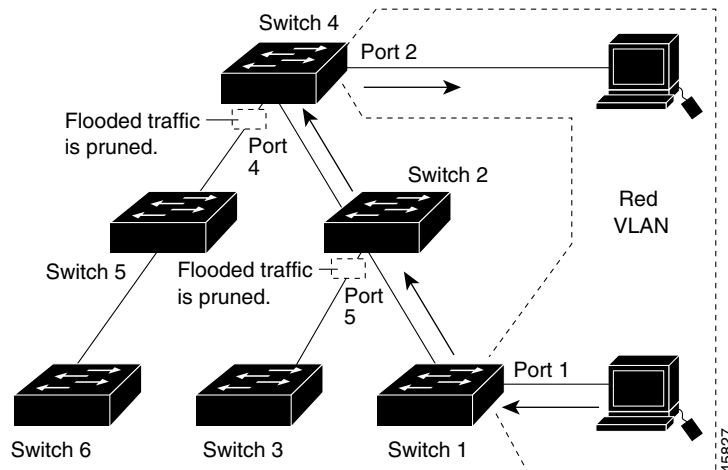 Switch 4
Port 2
Flooded traffic
is pruned.
Port
4
Switch 2
Red
VLAN
Switch 5
Flooded traffic
is pruned.
Port
5
Port 1
Switch 6
Switch 3
Switch 1